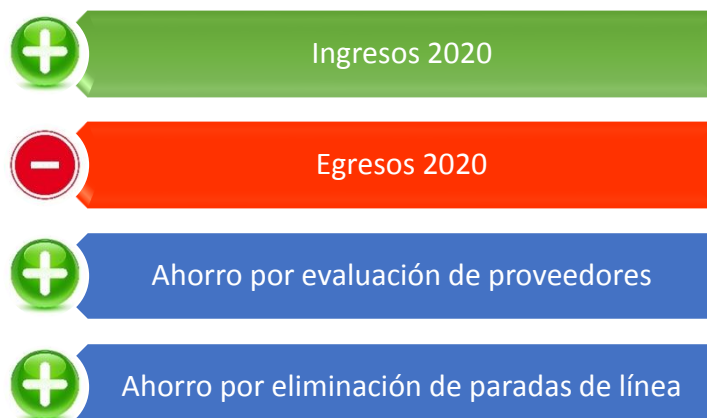 Ingresos 2020
Egresos 2020
Ahorro por evaluación de proveedores
Ahorro por eliminación de paradas de línea